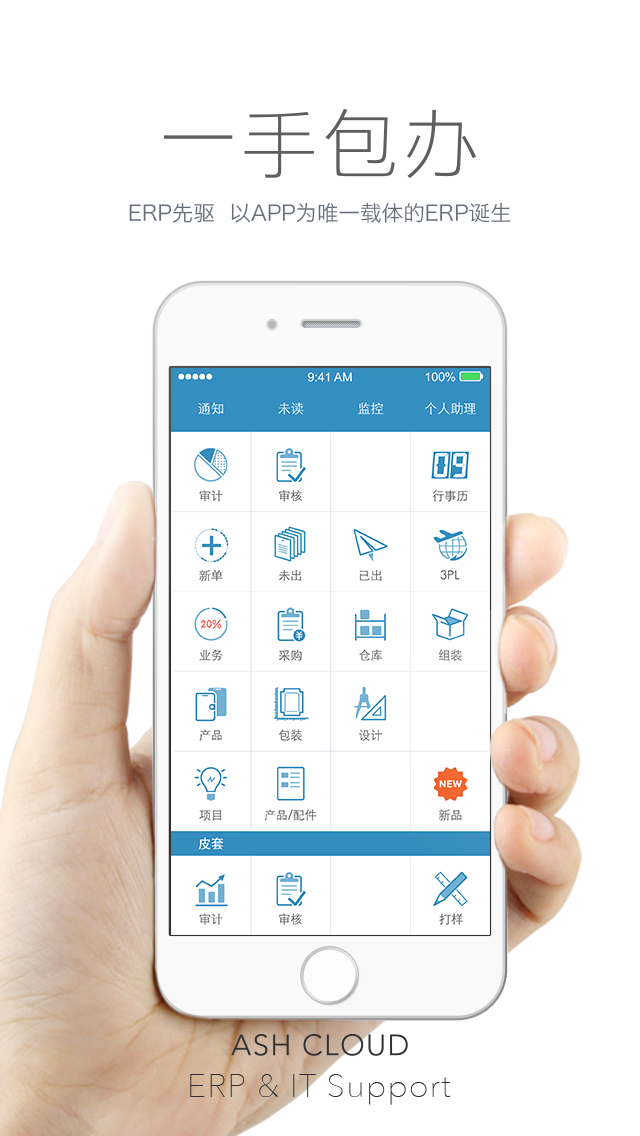 一手包办
ERP先驱 以APP为唯一载体的ERP诞生
9:41 AM 100%
通知 未读 监控 个人助理
09
审计 审核 行事历
新单 未出 已出 3PL
20%
业务 采购 仓库 组装
产品 包装 设计
NEW
项目 产品/配件 新品
皮套
审计 审核 打样
ASH CLOUD
ERP & IT Support